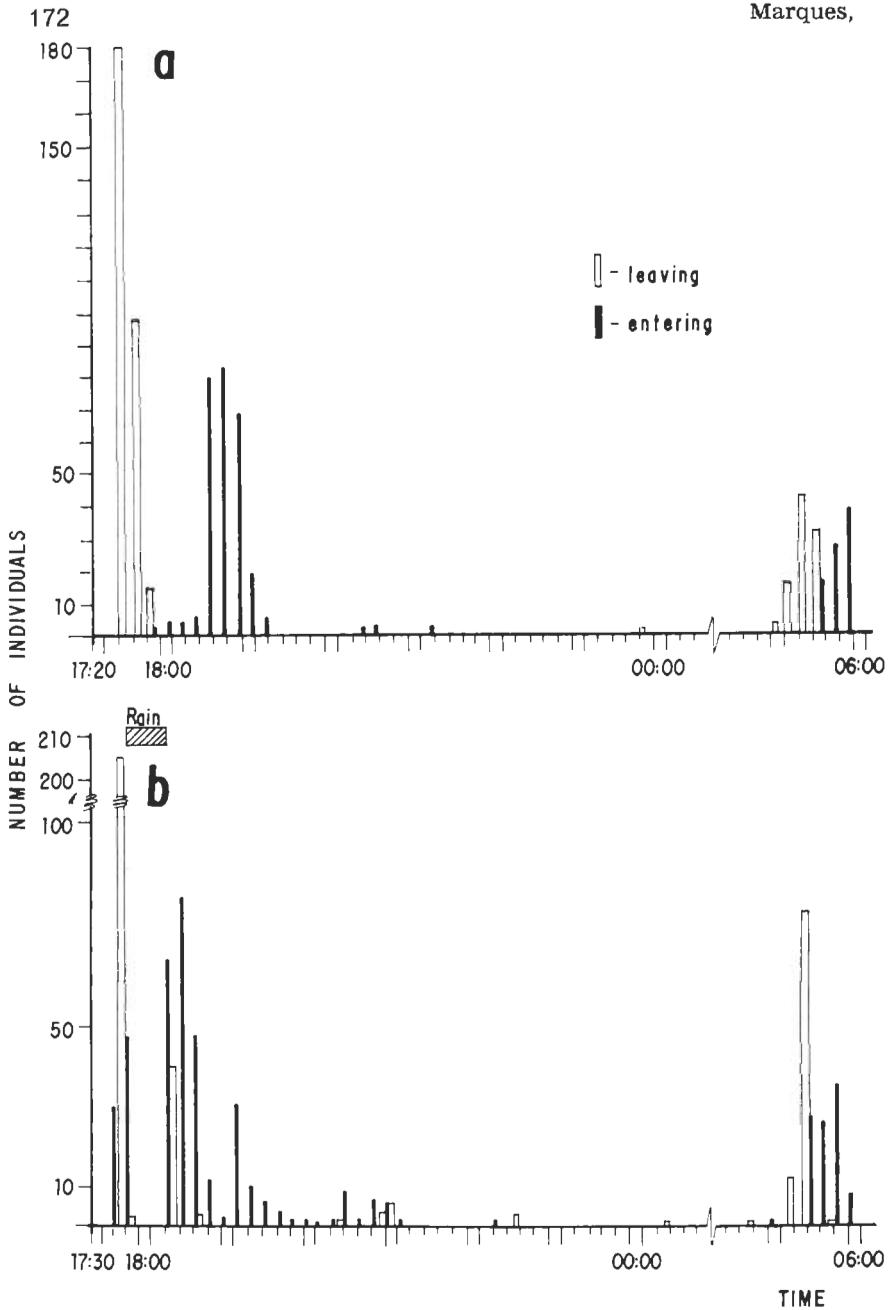 172
Marques,
180
a
150
- leaving
- entering
50
10
17:20 18:00 00:00 06:00
NUMBER OF INDIVIDUALS
Rain
210
b
200
100
50
10
17:30 18:00 00:00 06:00
TIME